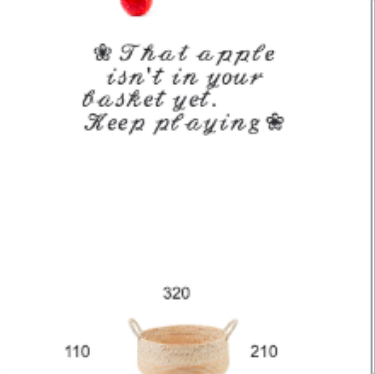 ❀ That apple
isn't in your
basket yet.
Keep playing ❀
320
110 210